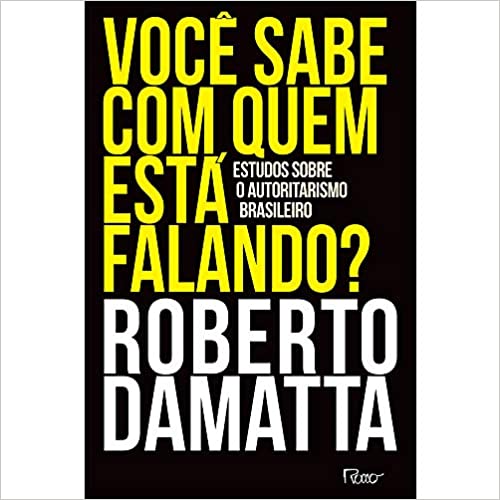 VOCÊ SABE
COM QUEM
ESTÁ
ESTUDOS SOBRE
O AUTORITARISMO
BRASILEIRO
FALANDO?
ROBERTO
DAMATTA
Rocco